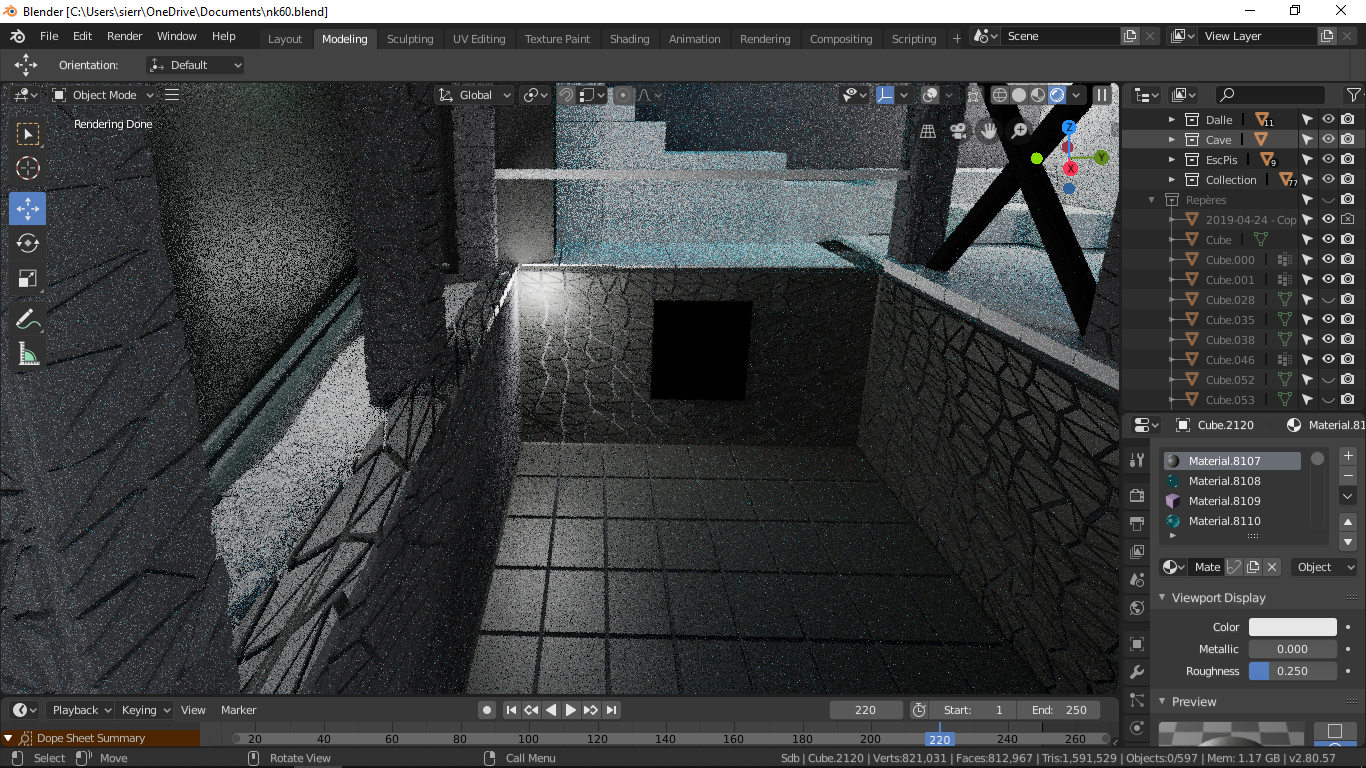 Blender [C:\Users\sierr\OneDrive\Documents\nk60.blend]
File Edit Render Window Help Layout Modeling Sculpting UV Editing Texture Paint Shading Animation Rendering Compositing Scripting + Scene View Layer
Orientation: Default
Object Mode Global
Rendering Done
Z
Y
X
Dalle 11
Cave
EscPis 9
Collection 77
Repères
2019-04-24 - Cop
Cube
Cube.000
Cube.001
Cube.028
Cube.035
Cube.038
Cube.046
Cube.052
Cube.053
Cube.2120 Material.81
Material.8107
Material.8108
Material.8109
Material.8110
Mate Object
Viewport Display
Color
Metallic 0.000
Roughness 0.250
Preview
Playback Keying View Marker 220 Start: 1 End: 250
Dope Sheet Summary 20 40 60 80 100 120 140 160 180 200 220 240 260
Select Move Rotate View Call Menu Sdb | Cube.2120 | Verts:821,031 | Faces:812,967 | Tris:1,591,529 | Objects:0/597 | Mem: 1.17 GB | v2.80.57